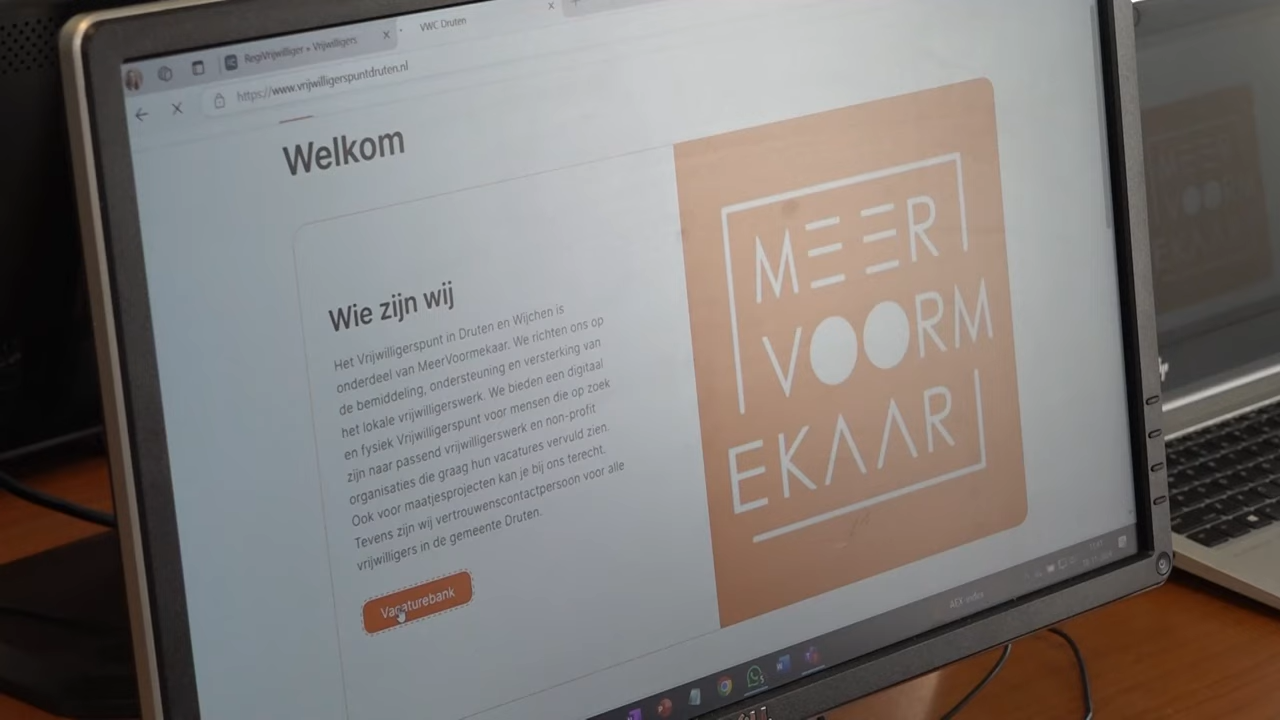 RegiVrijwilliger + Vrijwilligers
VWC Druten
https://www.vrijwilligerspuntdruten.nl
Welkom
Wie zijn wij
Het Vrijwilligerspunt in Druten en Wijchen is
onderdeel van MeerVoormekaar. We richten ons op
de bemiddeling, ondersteuning en versterking van
het lokale vrijwilligerswerk. We bieden een digitaal
en fysiek Vrijwilligerspunt voor mensen die op zoek
zijn naar passend vrijwilligerswerk en non-profit
organisaties die graag hun vacatures vervuld zien.
Ook voor maatjesprojecten kan je bij ons terecht.
Tevens zijn wij vertrouwenscontactpersoon voor alle
vrijwilligers in de gemeente Druten.
Vacaturebank
MEER
VOORM
EKAAR
AEX-index